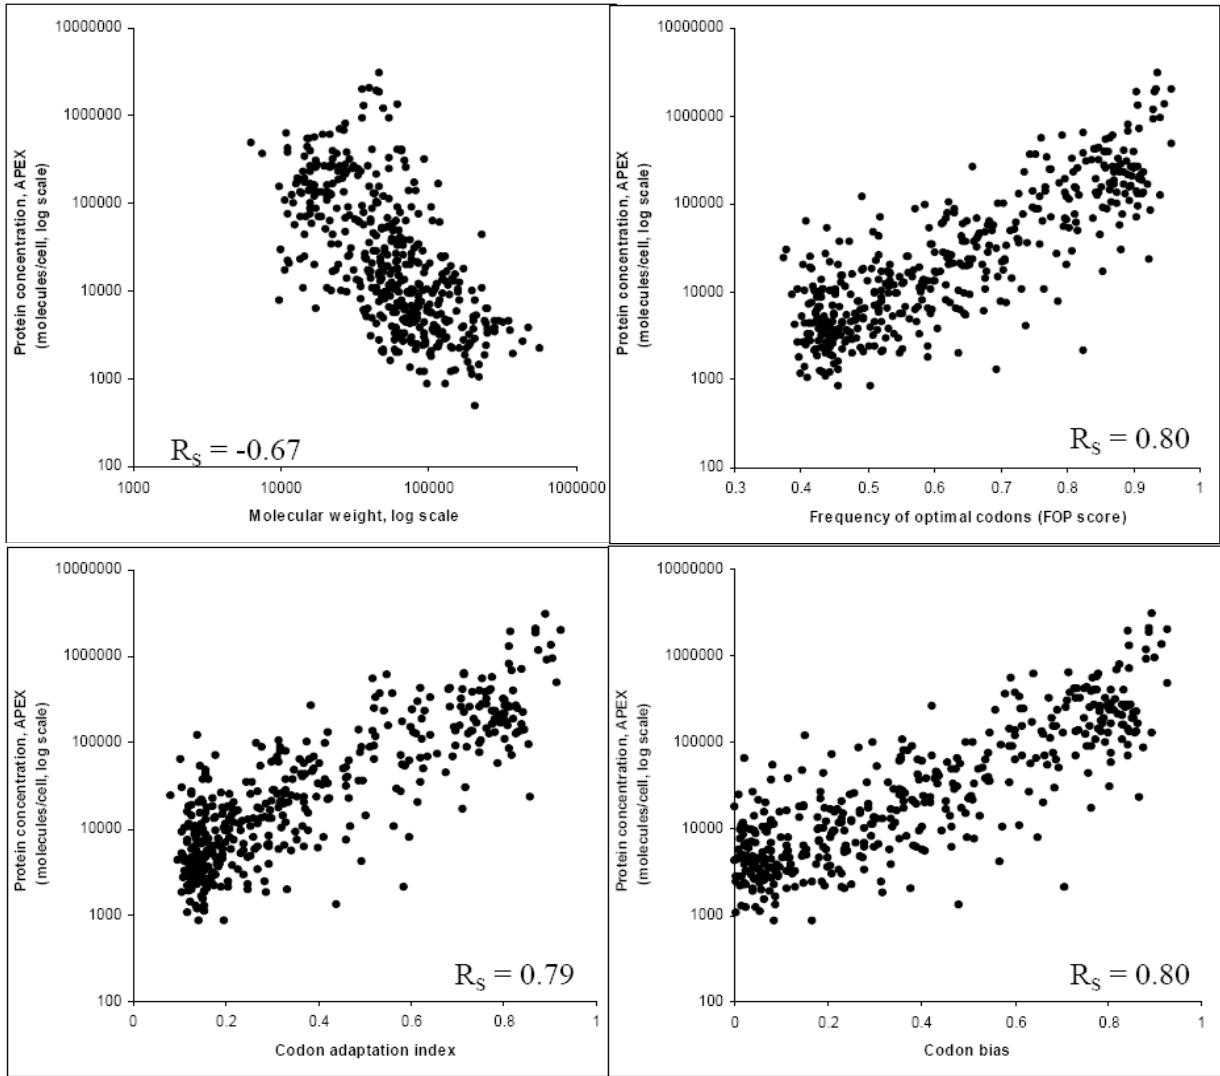 10000000
1000000
100000
10000
1000
100
Protein concentration, APEX
(molecules/cell, log scale)
R_S = -0.67
1000 10000 100000 1000000
Molecular weight, log scale
10000000
1000000
100000
10000
1000
100
Protein concentration, APEX
(molecules/cell, log scale)
R_S = 0.80
0.3 0.4 0.5 0.6 0.7 0.8 0.9 1
Frequency of optimal codons (FOP score)
10000000
1000000
100000
10000
1000
100
Protein concentration, APEX
(molecules/cell, log scale)
R_S = 0.79
0 0.2 0.4 0.6 0.8 1
Codon adaptation index
10000000
1000000
100000
10000
1000
100
Protein concentration, APEX
(molecules/cell, log scale)
R_S = 0.80
0 0.2 0.4 0.6 0.8 1
Codon bias